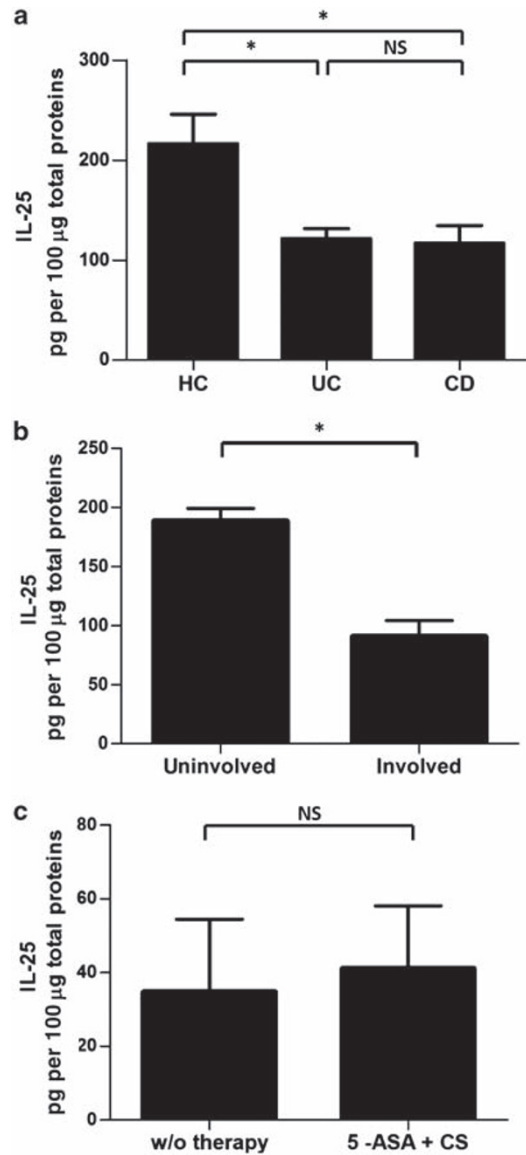 a
*
*
NS
300
200
100
0
IL-25
pg per 100 µg total proteins
HC UC CD
b
*
250
200
150
100
50
0
IL-25
pg per 100 µg total proteins
Uninvolved Involved
c
NS
80
60
40
20
0
IL-25
pg per 100 µg total proteins
w/o therapy 5 -ASA + CS